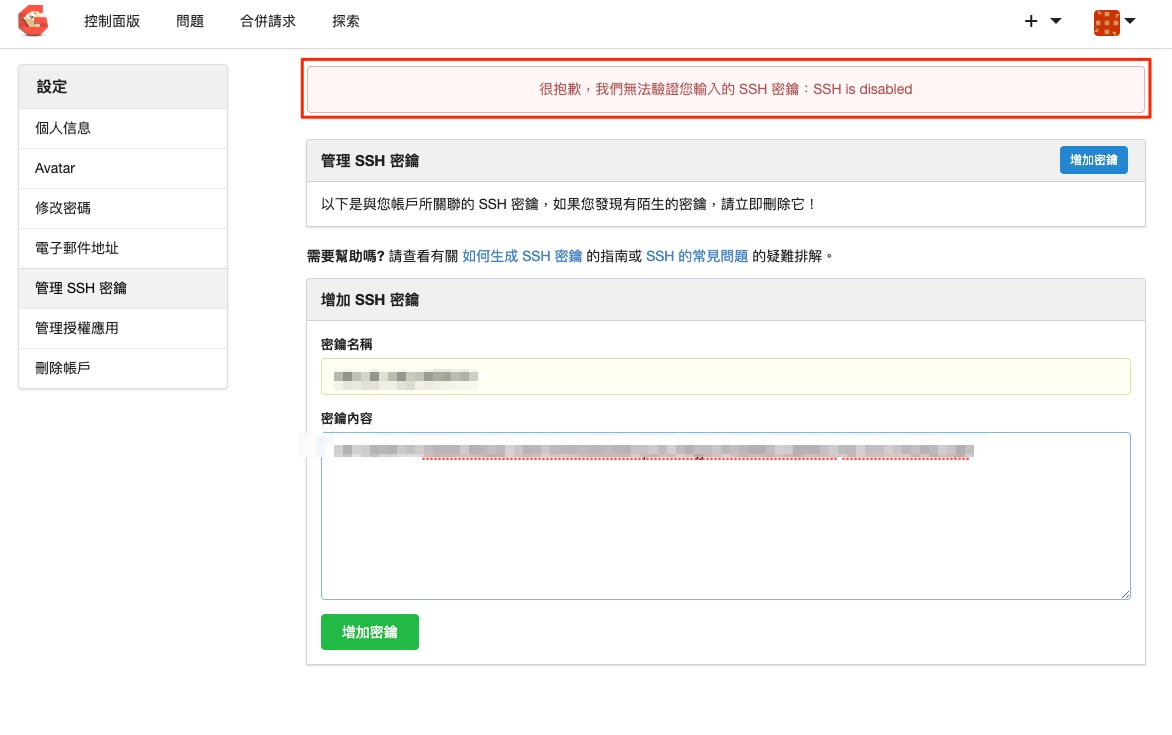 控制面版 問題 合併請求 探索
設定
個人信息
Avatar
修改密碼
電子郵件地址
管理 SSH 密鑰
管理授權應用
刪除帳戶
很抱歉，我們無法驗證您輸入的 SSH 密鑰：SSH is disabled
管理 SSH 密鑰 增加密鑰
以下是與您帳戶所關聯的 SSH 密鑰，如果您發現有陌生的密鑰，請立即刪除它！
需要幫助嗎? 請查看有關 如何生成 SSH 密鑰 的指南或 SSH 的常見問題 的疑難排解。
增加 SSH 密鑰
密鑰名稱
密鑰內容
增加密鑰